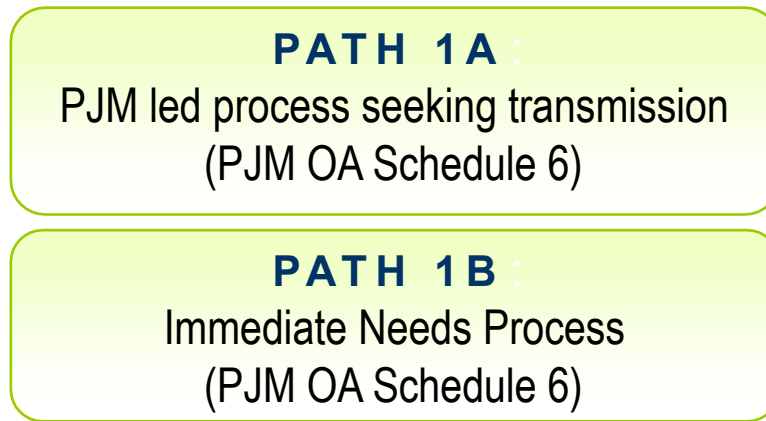 PATH 1A:
PJM led process seeking transmission
(PJM OA Schedule 6)
PATH 1B:
Immediate Needs Process
(PJM OA Schedule 6)